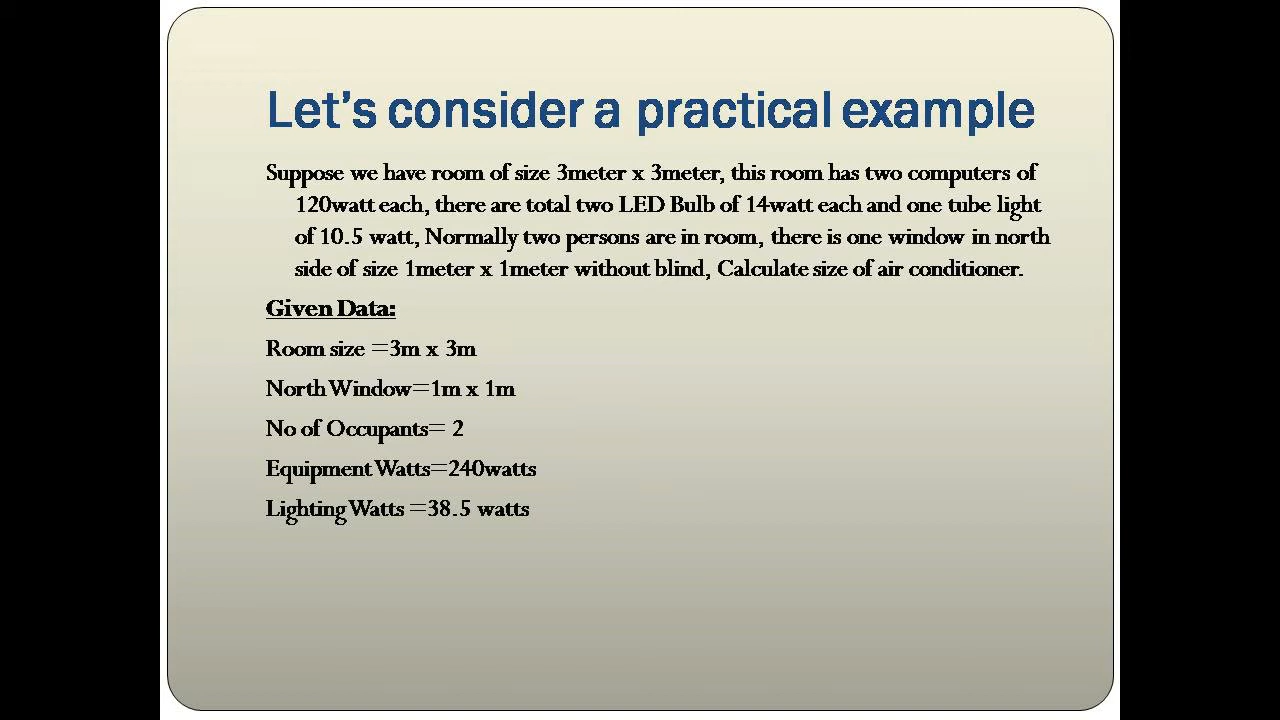 Let's consider a practical example
Suppose we have room of size 3meter x 3meter, this room has two computers of
120watt each, there are total two LED Bulb of 14watt each and one tube light
of 10.5 watt, Normally two persons are in room, there is one window in north
side of size 1meter x 1meter without blind, Calculate size of air conditioner.
Given Data:
Room size =3m x 3m
North Window=1m x 1m
No of Occupants= 2
Equipment Watts=240watts
Lighting Watts =38.5 watts